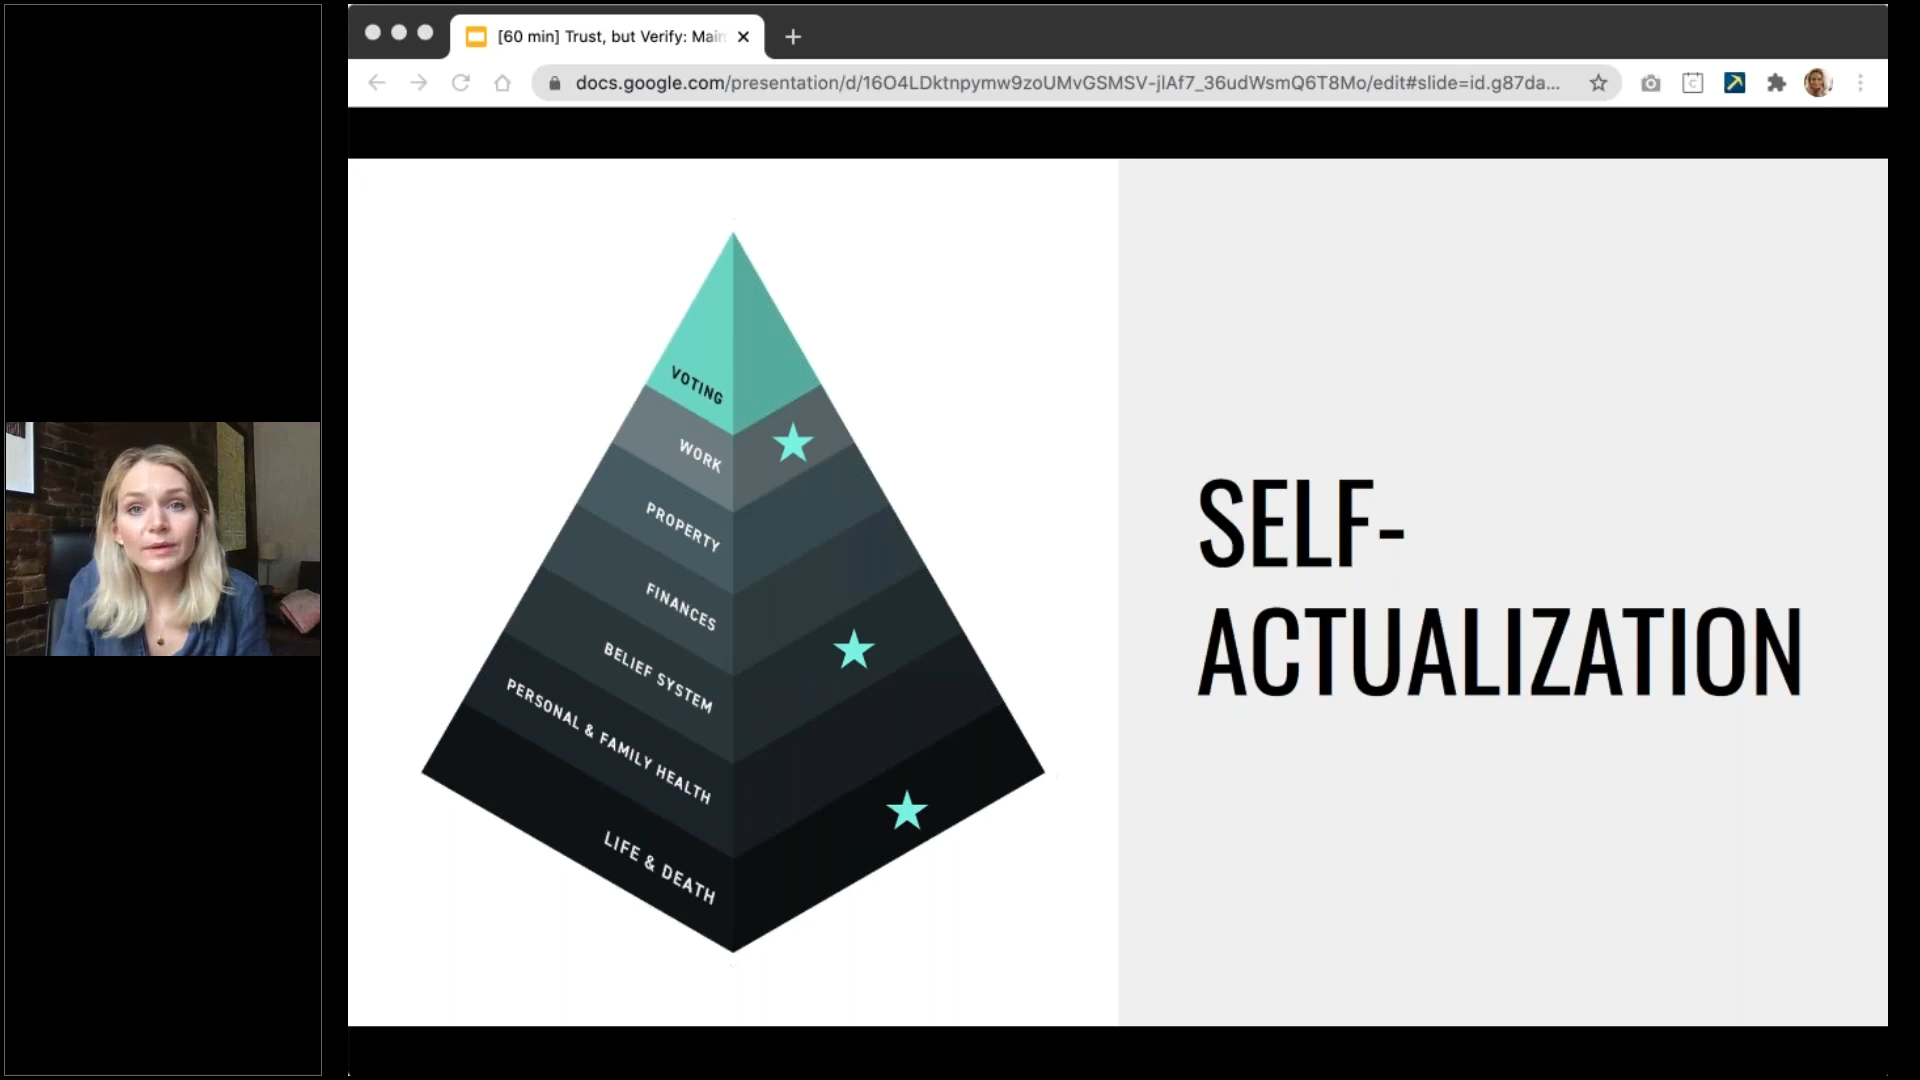 [60 min] Trust, but Verify: Main
docs.google.com/presentation/d/16O4LDktnpymw9zoUMvGSMSV-jlAf7_36udWsmQ6T8Mo/edit#slide=id.g87da...
VOTING
WORK
PROPERTY
FINANCES
BELIEF SYSTEM
PERSONAL & FAMILY HEALTH
LIFE & DEATH
SELF-
ACTUALIZATION